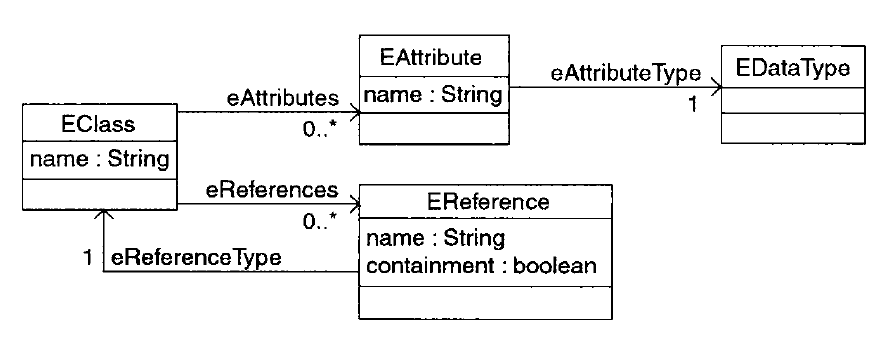 EAttribute
name : String
eAttributeType
1
EDataType
eAttributes
0..*
EClass
name : String
eReferences
0..*
EReference
name : String
containment : boolean
1
eReferenceType